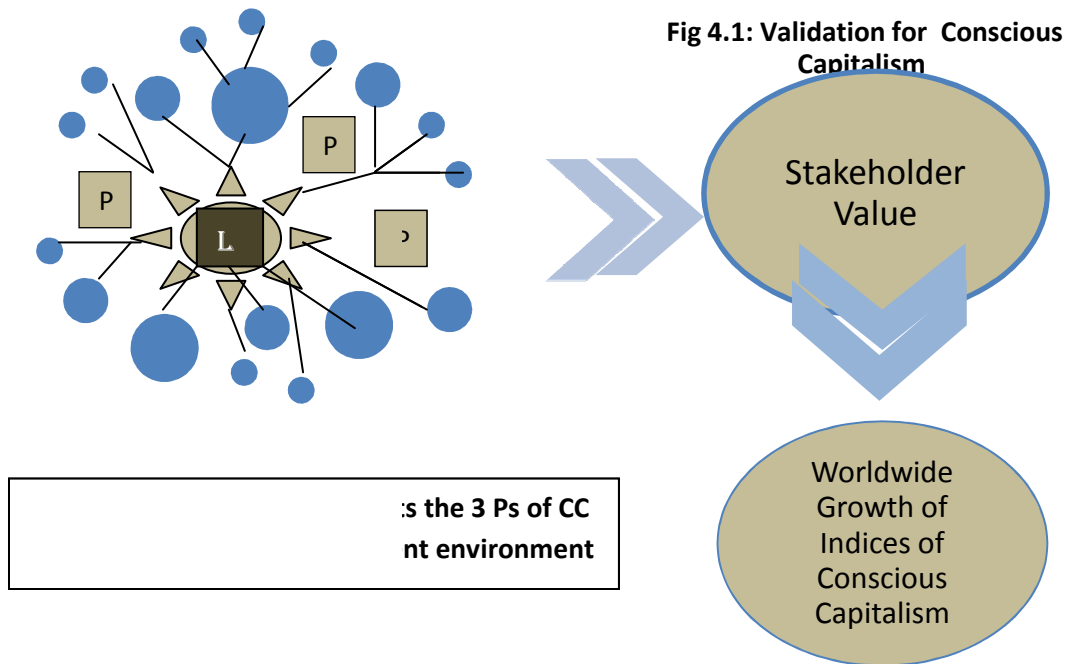 Fig 4.1: Validation for Conscious
Capitalism
P
P
L
Stakeholder
Value
the 3 Ps of CC
environment
Worldwide
Growth of
Indices of
Conscious
Capitalism